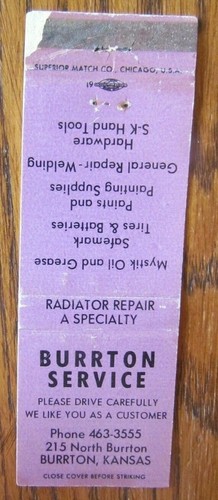 SUPERIOR MATCH CO., CHICAGO, U.S.A.
Mystik Oil and Grease
Safemark
Tires & Batteries
Paints and
Painting Supplies
General Repair - Welding
Hardware
S-K Hand Tools
RADIATOR REPAIR
A SPECIALTY
BURRTON
SERVICE
PLEASE DRIVE CAREFULLY
WE LIKE YOU AS A CUSTOMER
Phone 463-3555
215 North Burrton
BURRTON, KANSAS
CLOSE COVER BEFORE STRIKING